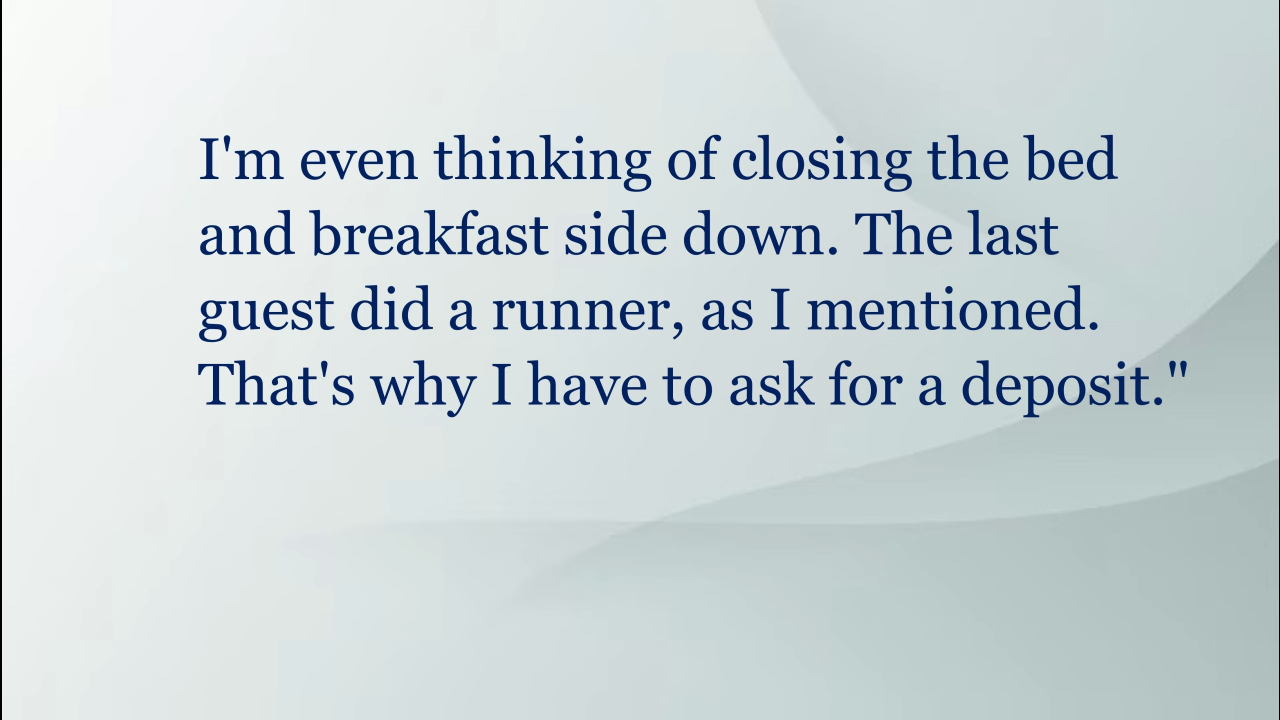 I'm even thinking of closing the bed
and breakfast side down. The last
guest did a runner, as I mentioned.
That's why I have to ask for a deposit."